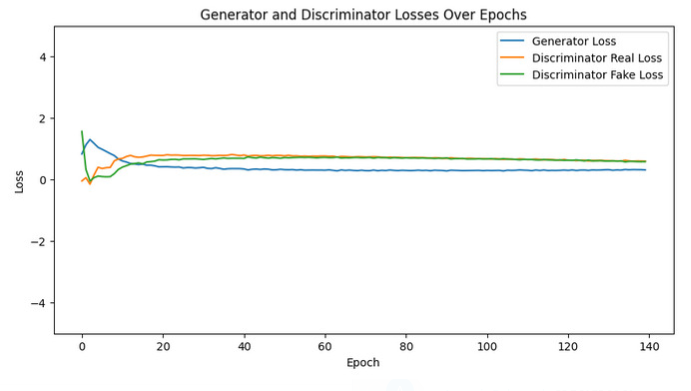 Generator and Discriminator Losses Over Epochs
Generator Loss
Discriminator Real Loss
Discriminator Fake Loss
Loss
4
2
0
−2
−4
0 20 40 60 80 100 120 140
Epoch